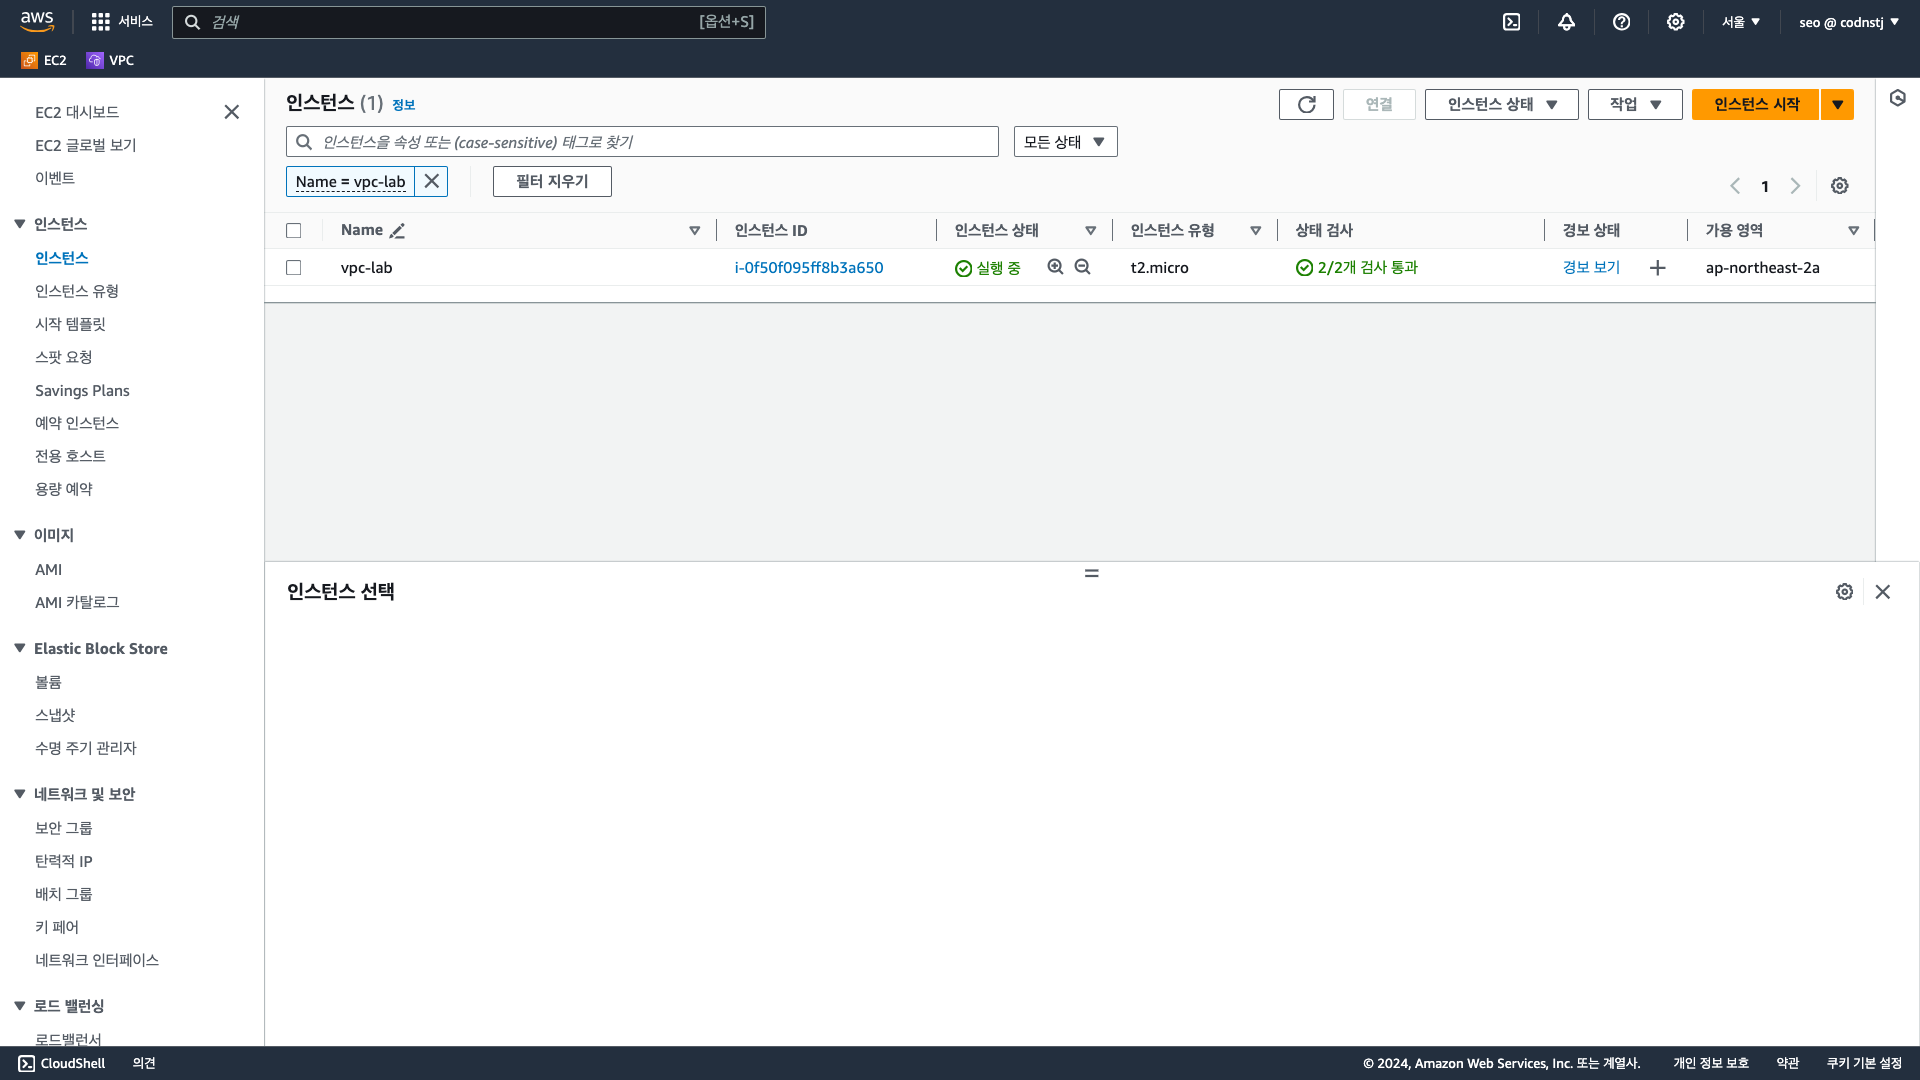 aws 서비스 검색 [옵션+S] 서울 seo @ codnstj
EC2 VPC
EC2 대시보드
EC2 글로벌 보기
이벤트
인스턴스
인스턴스
인스턴스 유형
시작 템플릿
스팟 요청
Savings Plans
예약 인스턴스
전용 호스트
용량 예약
이미지
AMI
AMI 카탈로그
Elastic Block Store
볼륨
스냅샷
수명 주기 관리자
네트워크 및 보안
보안 그룹
탄력적 IP
배치 그룹
키 페어
네트워크 인터페이스
로드 밸런싱
로드밸런서
인스턴스 (1) 정보 연결 인스턴스 상태 작업 인스턴스 시작
인스턴스을 속성 또는 (case-sensitive) 태그로 찾기 모든 상태
Name = vpc-lab 필터 지우기 1
Name 인스턴스 ID 인스턴스 상태 인스턴스 유형 상태 검사 경보 상태 가용 영역
vpc-lab i-0f50f095ff8b3a650 실행 중 t2.micro 2/2개 검사 통과 경보 보기 ap-northeast-2a
인스턴스 선택
CloudShell 의견 © 2024, Amazon Web Services, Inc. 또는 계열사. 개인 정보 보호 약관 쿠키 기본 설정